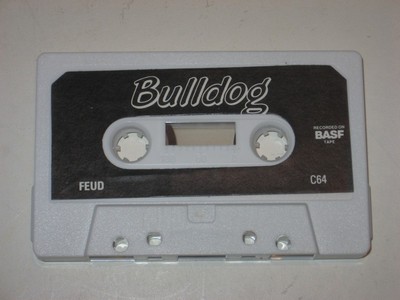 Bulldog
RECORDED ON
BASF
TAPE
FEUD
C64